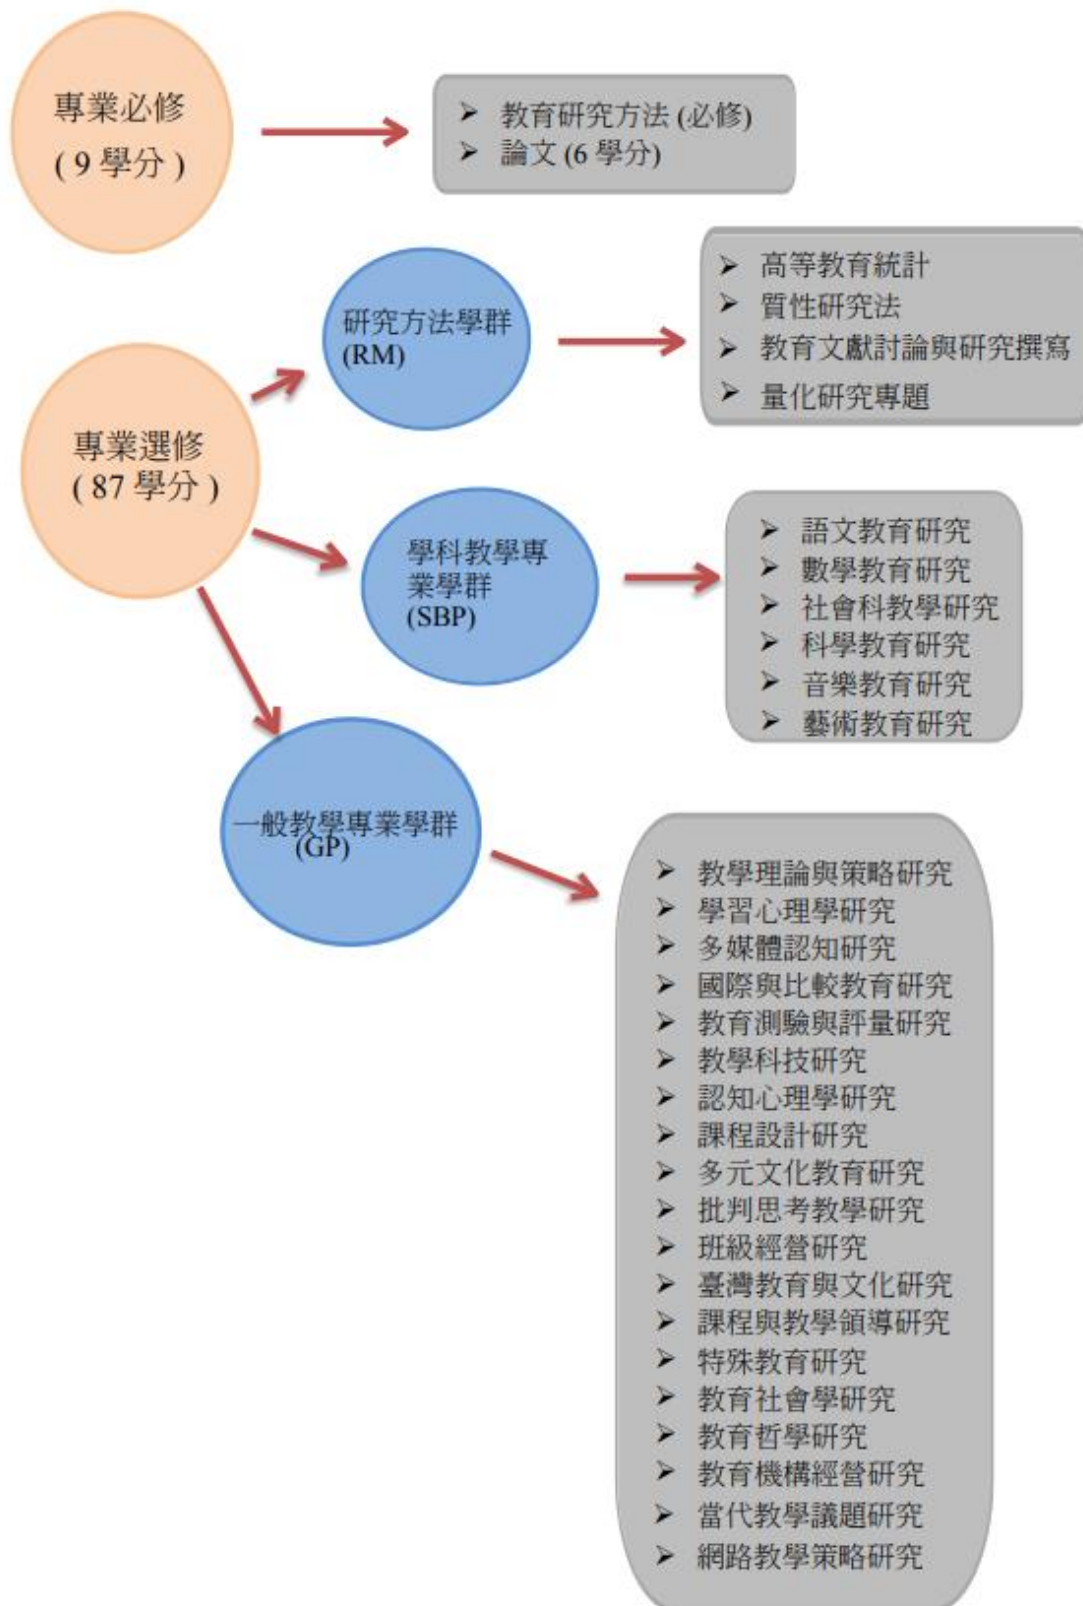 專業必修
( 9 學分 )
➢ 教育研究方法 (必修)
➢ 論文 (6 學分)
專業選修
( 87 學分 )
研究方法學群
(RM)
➢ 高等教育統計
➢ 質性研究法
➢ 教育文獻討論與研究撰寫
➢ 量化研究專題
學科教學專
業學群
(SBP)
➢ 語文教育研究
➢ 數學教育研究
➢ 社會科教學研究
➢ 科學教育研究
➢ 音樂教育研究
➢ 藝術教育研究
一般教學專業學群
(GP)
➢ 教學理論與策略研究
➢ 學習心理學研究
➢ 多媒體認知研究
➢ 國際與比較教育研究
➢ 教育測驗與評量研究
➢ 教學科技研究
➢ 認知心理學研究
➢ 課程設計研究
➢ 多元文化教育研究
➢ 批判思考教學研究
➢ 班級經營研究
➢ 臺灣教育與文化研究
➢ 課程與教學領導研究
➢ 特殊教育研究
➢ 教育社會學研究
➢ 教育哲學研究
➢ 教育機構經營研究
➢ 當代教學議題研究
➢ 網路教學策略研究